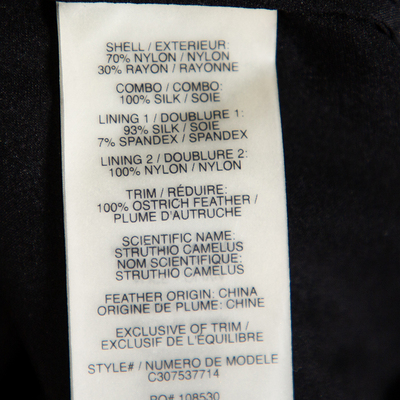 SHELL / EXTERIEUR:
70% NYLON / NYLON
30% RAYON / RAYONNE
COMBO / COMBO:
100% SILK / SOIE
LINING 1 / DOUBLURE 1:
93% SILK / SOIE
7% SPANDEX / SPANDEX
LINING 2 / DOUBLURE 2:
100% NYLON / NYLON
TRIM / RÉDUIRE:
100% OSTRICH FEATHER /
PLUME D'AUTRUCHE
SCIENTIFIC NAME:
STRUTHIO CAMELUS
NOM SCIENTIFIQUE:
STRUTHIO CAMELUS
FEATHER ORIGIN: CHINA
ORIGINE DE PLUME: CHINE
EXCLUSIVE OF TRIM /
EXCLUSIF DE L'ÉQUILIBRE
STYLE# / NUMERO DE MODELE
C307537714
PO# 108530